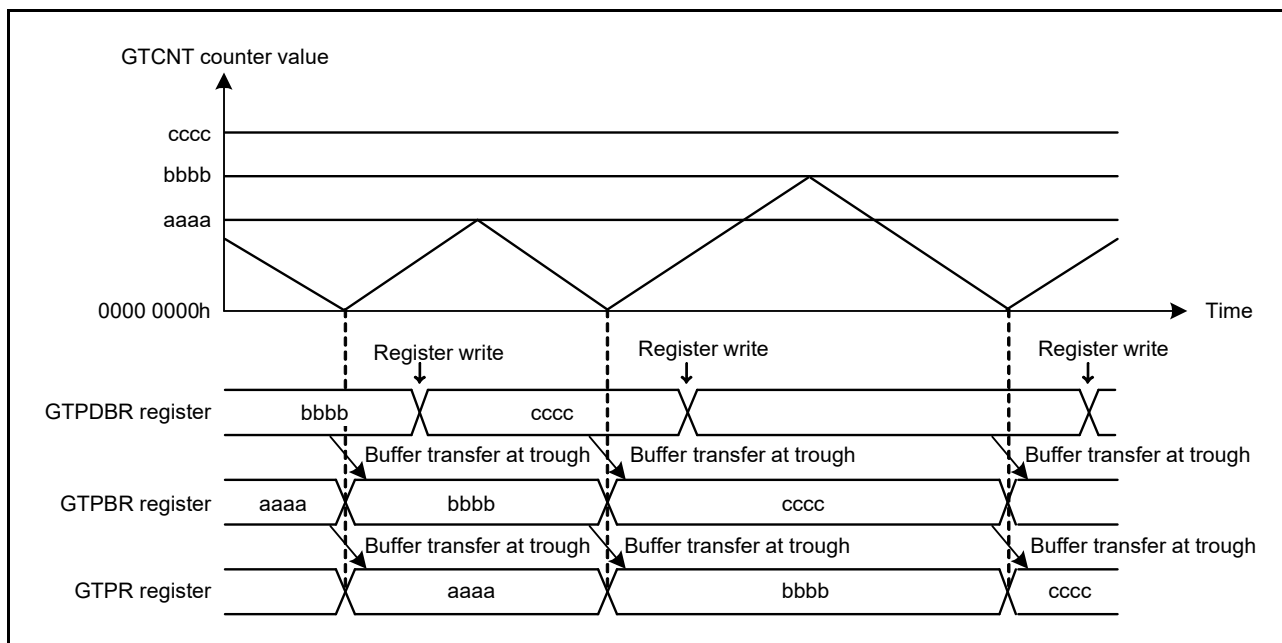 GTCNT counter value
cccc
bbbb
aaaa
0000 0000h
Time
Register write
Register write
Register write
GTPDBR register
bbbb
cccc
Buffer transfer at trough
Buffer transfer at trough
Buffer transfer at trough
GTPBR register
aaaa
bbbb
cccc
Buffer transfer at trough
Buffer transfer at trough
Buffer transfer at trough
GTPR register
aaaa
bbbb
cccc